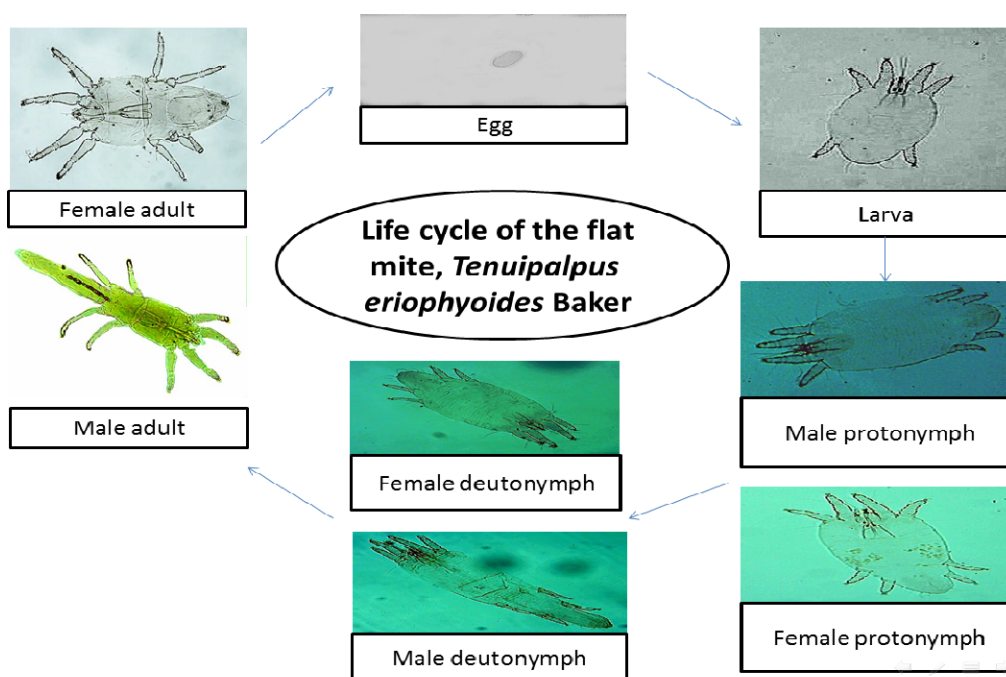 Egg
Female adult
Larva
Life cycle of the flat
mite, Tenuipalpus
eriophyoides Baker
Male adult
Male protonymph
Female deutonymph
Male deutonymph
Female protonymph